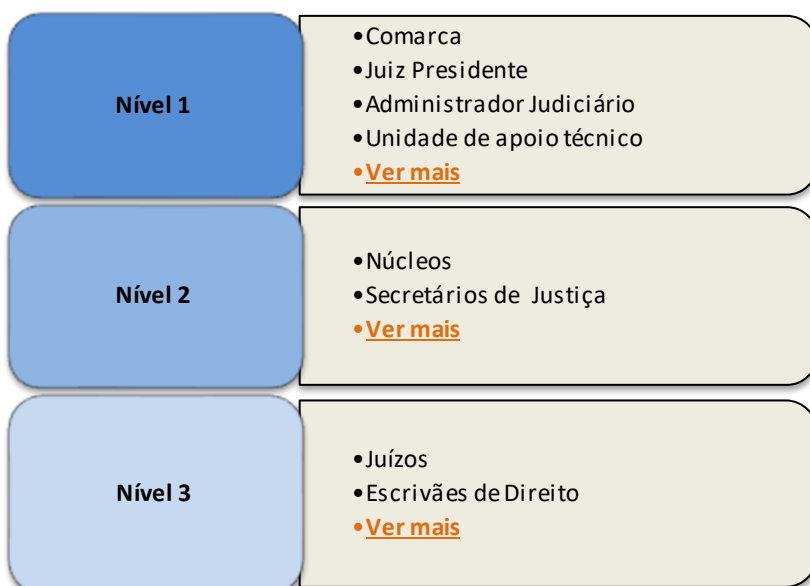 Nível 1
•Comarca
•Juiz Presidente
•Administrador Judiciário
•Unidade de apoio técnico
•Ver mais
Nível 2
•Núcleos
•Secretários de Justiça
•Ver mais
Nível 3
•Juízos
•Escrivães de Direito
•Ver mais